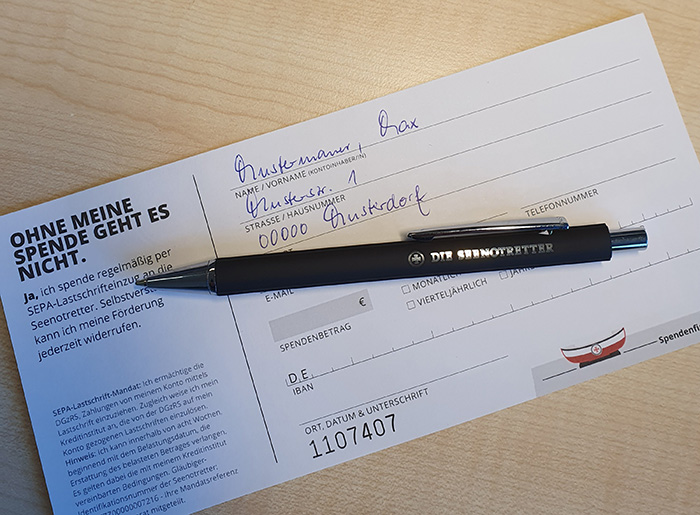 OHNE MEINE
SPENDE GEHT ES
NICHT.
Ja, ich spende regelmäßig per
SEPA-Lastschrifteinzug an die
Seenotretter. Selbstverst
kann ich meine Förderung
jederzeit widerrufen.
SEPA-Lastschrift-Mandat: Ich ermächtige die
DGzRS, Zahlungen von meinem Konto mittels
Lastschrift einzuziehen. Zugleich weise ich mein
Kreditinstitut an, die von der DGzRS auf mein
Konto gezogenen Lastschriften einzulösen.
Hinweis: Ich kann innerhalb von acht Wochen,
beginnend mit dem Belastungsdatum, die
Erstattung des belasteten Betrages verlangen.
Es gelten dabei die mit meinem Kreditinstitut
vereinbarten Bedingungen. Gläubiger-
Identifikationsnummer der Seenotretter:
700000007216 - ihre Mandatsreferenz
at mitgeteilt.
Mustermann, Max
NAME / VORNAME (KONTOINHABER/IN)
Musterstr. 1
STRASSE / HAUSNUMMER
00000 Musterdorf
TELEFONNUMMER
DIE SEENOTRETTER
E-MAIL
MONATLICH
VIERTELJÄHRLICH
€
SPENDENBETRAG
D.E.
IBAN
ORT, DATUM & UNTERSCHRIFT
1107407
Spendenfi